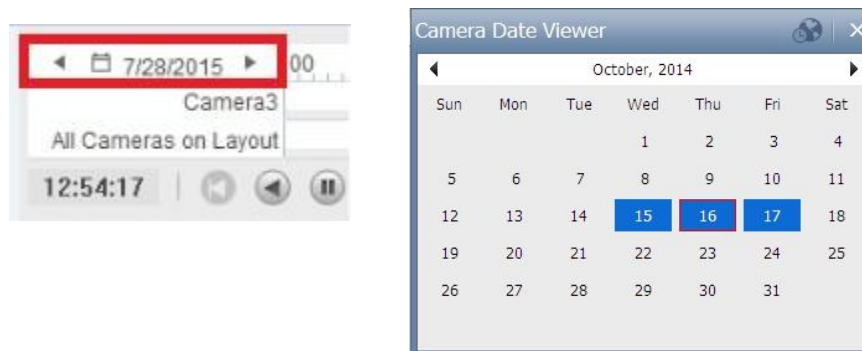 7/28/2015 00
Camera3
All Cameras on Layout
12:54:17
Camera Date Viewer
October, 2014
Sun Mon Tue Wed Thu Fri Sat
1 2 3 4
5 6 7 8 9 10 11
12 13 14 15 16 17 18
19 20 21 22 23 24 25
26 27 28 29 30 31